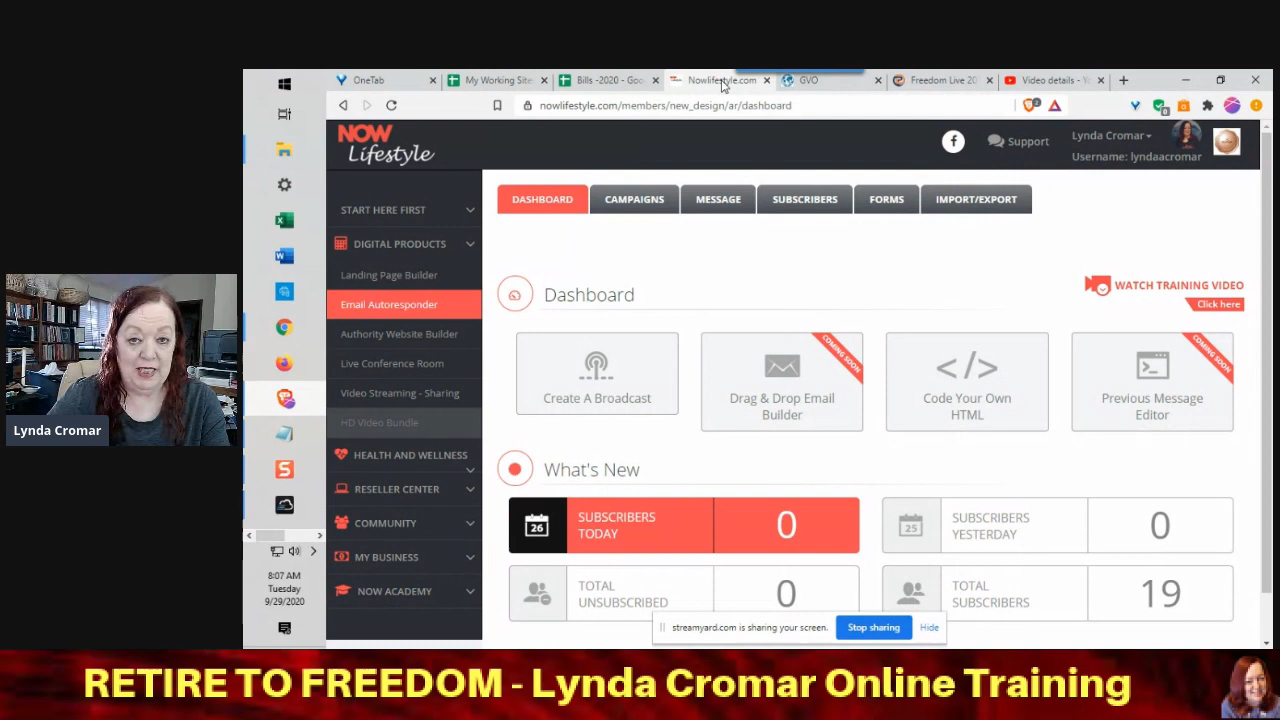 OneTab
My Working Site
Bills -2020 - Goo
Nowlifestyle.com
GVO
Freedom Live 20
Video details - Yo
nowlifestyle.com/members/new_design/ar/dashboard
2
0
NOW
Lifestyle
f
Support
Lynda Cromar
Username: lyndaacromar
START HERE FIRST
DIGITAL PRODUCTS
Landing Page Builder
Email Autoresponder
Authority Website Builder
Live Conference Room
Video Streaming - Sharing
HD Video Bundle
HEALTH AND WELLNESS
RESELLER CENTER
COMMUNITY
MY BUSINESS
NOW ACADEMY
DASHBOARD
CAMPAIGNS
MESSAGE
SUBSCRIBERS
FORMS
IMPORT/EXPORT
Dashboard
WATCH TRAINING VIDEO
Click here
Create A Broadcast
COMING SOON
Drag & Drop Email
Builder
</>
Code Your Own
HTML
COMING SOON
Previous Message
Editor
What's New
26
SUBSCRIBERS
TODAY
0
25
SUBSCRIBERS
YESTERDAY
0
TOTAL
UNSUBSCRIBED
0
TOTAL
SUBSCRIBERS
19
streamyard.com is sharing your screen.
Stop sharing
Hide
8:07 AM
Tuesday
9/29/2020
Lynda Cromar
RETIRE TO FREEDOM - Lynda Cromar Online Training